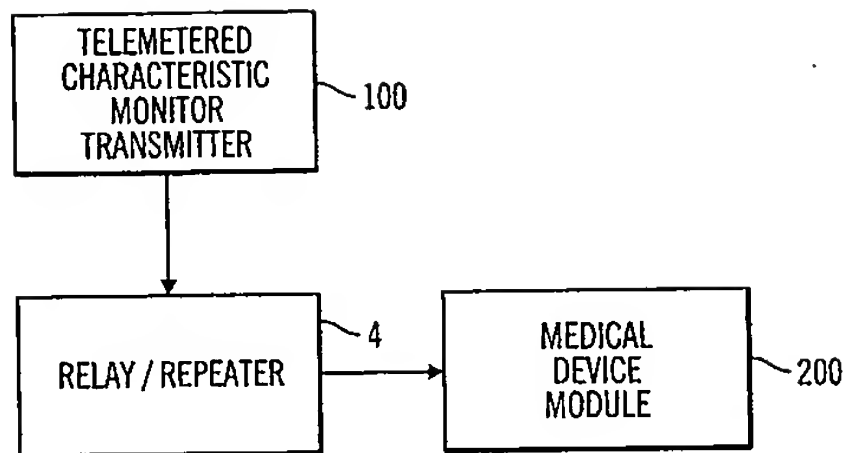 TELEMETERED
CHARACTERISTIC
MONITOR
TRANSMITTER
100
RELAY / REPEATER
4
MEDICAL
DEVICE
MODULE
200